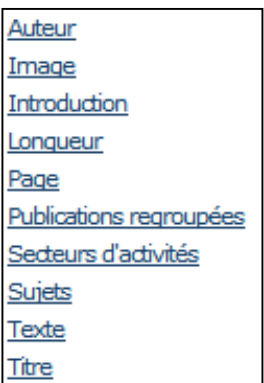 Auteur
Image
Introduction
Longueur
Page
Publications regroupées
Secteurs d'activités
Sujets
Texte
Titre